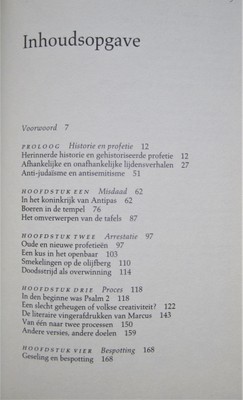 Inhoudsopgave
Voorwoord 7
PROLOOG Historie en profetie 12
Herinnerde historie en gehistoriseerde profetie 12
Afhankelijke en onafhankelijke lijdensverhalen 27
Anti-judaïsme en antisemitisme 51
HOOFDSTUK EEN Misdaad 62
In het koninkrijk van Antipas 62
Boeren in de tempel 76
Het omverwerpen van de tafels 87
HOOFDSTUK TWEE Arrestatie 97
Oude en nieuwe profetieën 97
Een kus in het openbaar 103
Smekelingen op de olijfberg 110
Doodsstrijd als overwinning 114
HOOFDSTUK DRIE Proces 118
In den beginne was Psalm 2 118
Een slecht geheugen of volkse creativiteit? 122
De literaire vingerafdrukken van Marcus 143
Van één naar twee processen 150
Andere versies, andere doelen 159
HOOFDSTUK VIER Bespotting 168
Geseling en bespotting 168